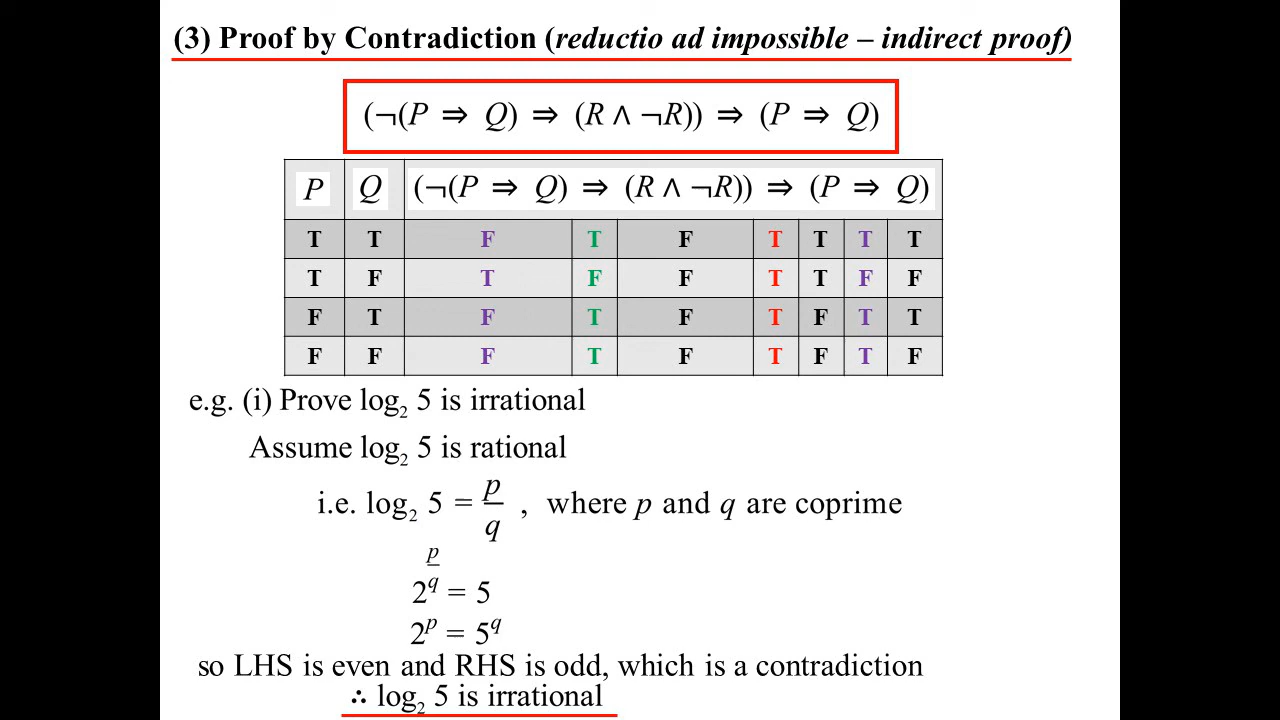 (3) Proof by Contradiction (reductio ad impossible – indirect proof)
(¬(P ⇒ Q) ⇒ (R ∧ ¬R)) ⇒ (P ⇒ Q)
P Q (¬(P ⇒ Q) ⇒ (R ∧ ¬R)) ⇒ (P ⇒ Q)
T T F T F T T T T
T F T F F T T F F
F T F T F T F T T
F F F T F T F T F
e.g. (i) Prove log₂ 5 is irrational
Assume log₂ 5 is rational
i.e. log₂ 5 = p/q , where p and q are coprime
2^(p/q) = 5
2^p = 5^q
so LHS is even and RHS is odd, which is a contradiction
∴ log₂ 5 is irrational